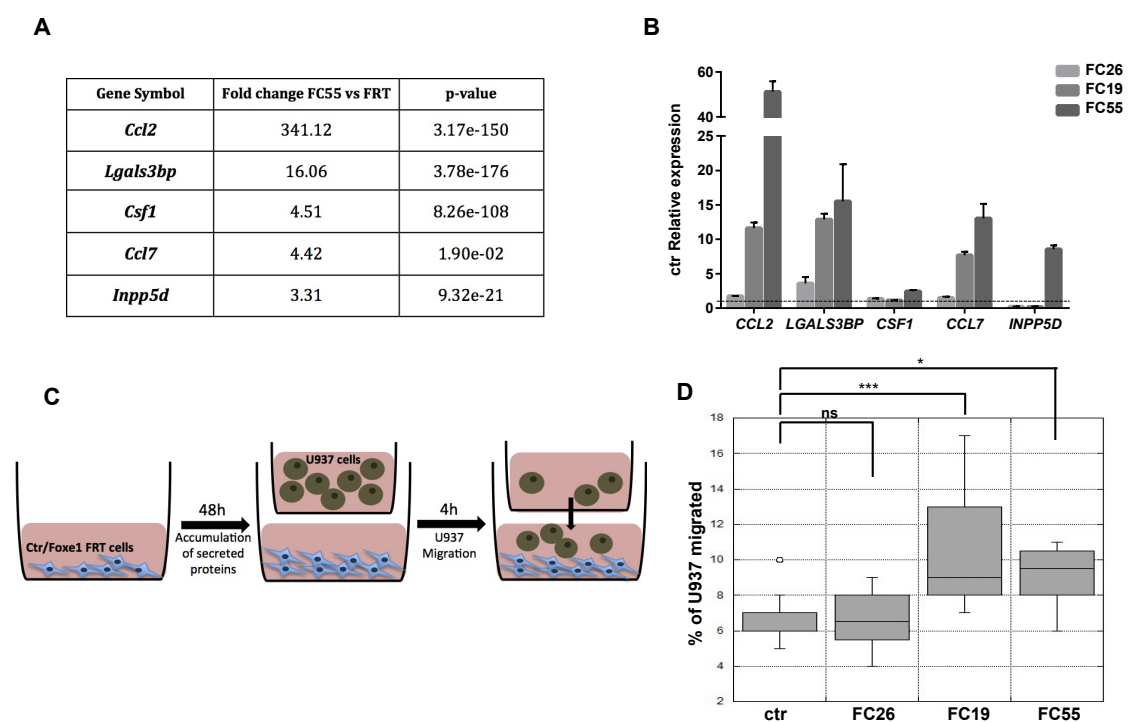 A
Gene Symbol Fold change FC55 vs FRT p-value
Ccl2 341.12 3.17e-150
Lgals3bp 16.06 3.78e-176
Csf1 4.51 8.26e-108
Ccl7 4.42 1.90e-02
Inpp5d 3.31 9.32e-21
B
FC26
FC19
FC55
ctr Relative expression
60
40
25
20
15
10
5
0
CCL2 LGALS3BP CSF1 CCL7 INPP5D
C
Ctr/Foxe1 FRT cells
48h
Accumulation
of secreted
proteins
U937 cells
4h
U937
Migration
D
*
***
ns
% of U937 migrated
18
16
14
12
10
8
6
4
2
ctr FC26 FC19 FC55